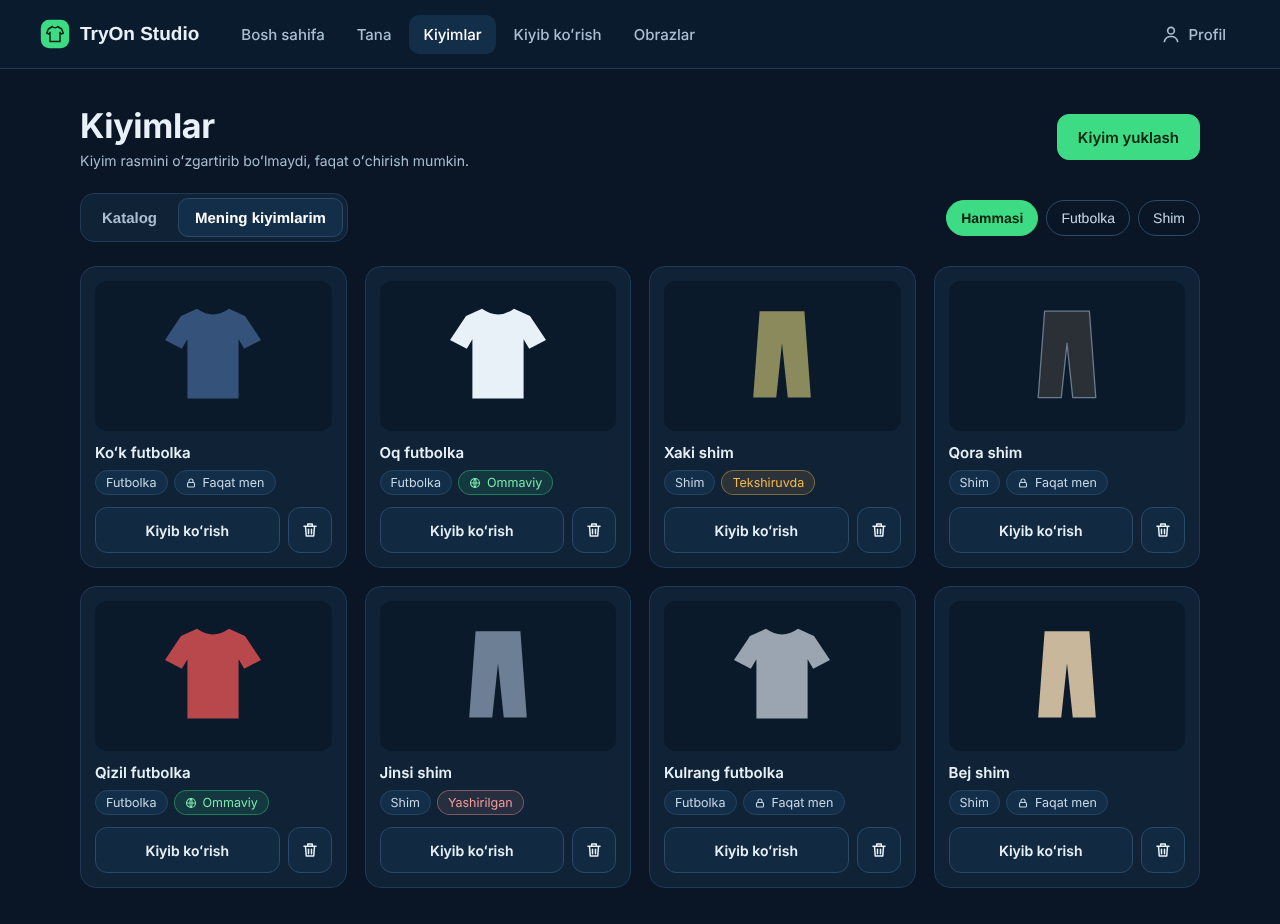 TryOn Studio Bosh sahifa Tana Kiyimlar Kiyib koʻrish Obrazlar Profil
Kiyimlar
Kiyim rasmini oʻzgartirib boʻlmaydi, faqat oʻchirish mumkin.
Kiyim yuklash
Katalog Mening kiyimlarim Hammasi Futbolka Shim
Koʻk futbolka
Futbolka Faqat men
Kiyib koʻrish
Oq futbolka
Futbolka Ommaviy
Kiyib koʻrish
Xaki shim
Shim Tekshiruvda
Kiyib koʻrish
Qora shim
Shim Faqat men
Kiyib koʻrish
Qizil futbolka
Futbolka Ommaviy
Kiyib koʻrish
Jinsi shim
Shim Yashirilgan
Kiyib koʻrish
Kulrang futbolka
Futbolka Faqat men
Kiyib koʻrish
Bej shim
Shim Faqat men
Kiyib koʻrish